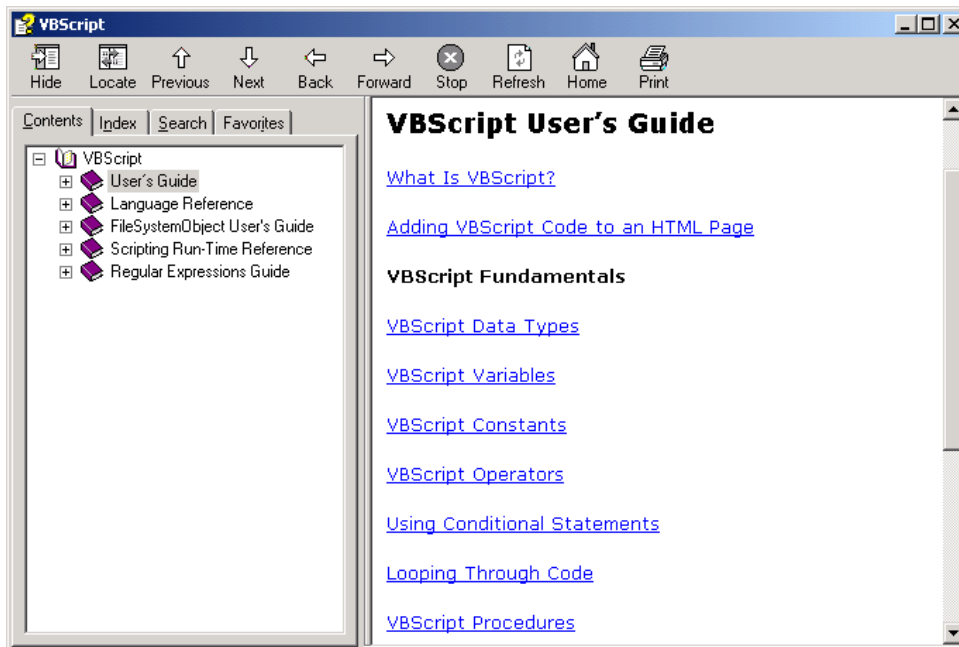 VBScript
Hide Locate Previous Next Back Forward Stop Refresh Home Print
Contents Index Search Favorites
VBScript
User's Guide
Language Reference
FileSystemObject User's Guide
Scripting Run-Time Reference
Regular Expressions Guide
VBScript User's Guide
What Is VBScript?
Adding VBScript Code to an HTML Page
VBScript Fundamentals
VBScript Data Types
VBScript Variables
VBScript Constants
VBScript Operators
Using Conditional Statements
Looping Through Code
VBScript Procedures